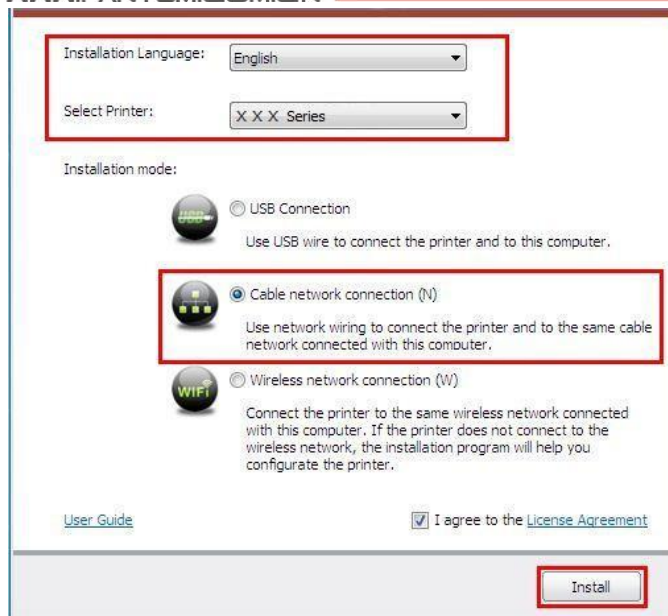 Installation Language:
English
Select Printer:
X X X Series
Installation mode:
USB
USB Connection
Use USB wire to connect the printer and to this computer.
Cable network connection (N)
Use network wiring to connect the printer and to the same cable
network connected with this computer.
WiFi
Wireless network connection (W)
Connect the printer to the same wireless network connected
with this computer. If the printer does not connect to the
wireless network, the installation program will help you
configurate the printer.
User Guide
I agree to the License Agreement
Install